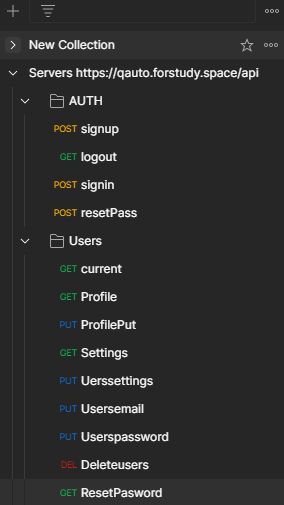 New Collection
Servers https://qauto.forstudy.space/api
AUTH
POST signup
GET logout
POST signin
POST resetPass
Users
GET current
GET Profile
PUT ProfilePut
GET Settings
PUT Uerssettings
PUT Usersemail
PUT Userspassword
DEL Deleteusers
GET ResetPasword